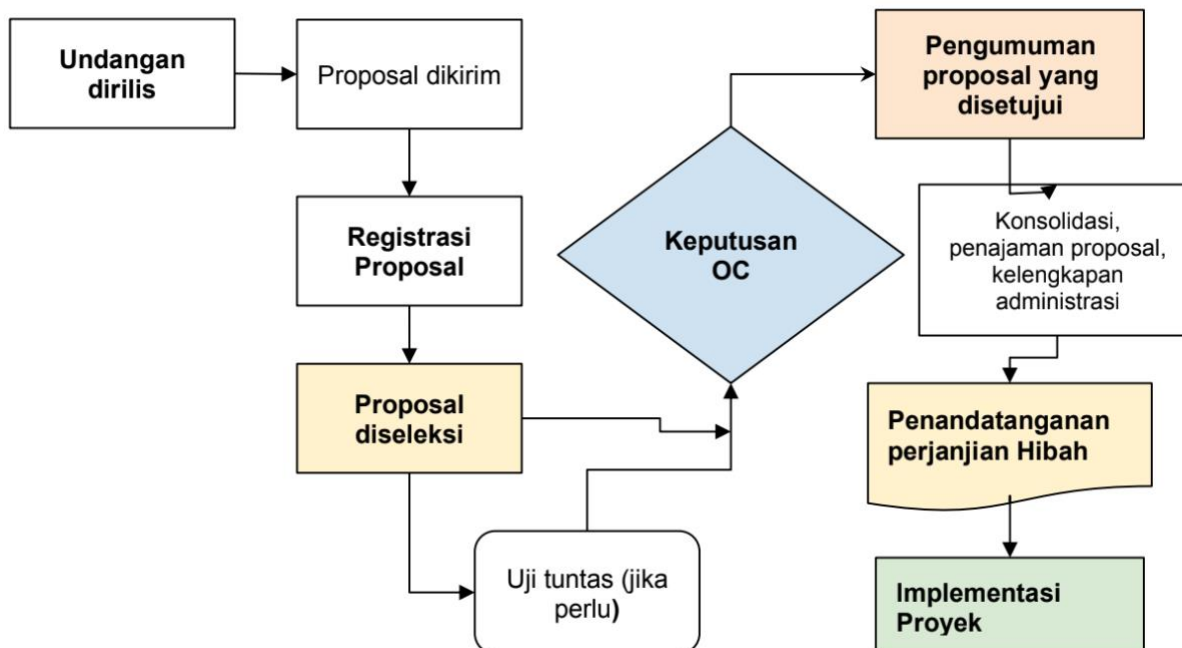 Undangan
dirilis
Proposal dikirim
Registrasi
Proposal
Proposal
diseleksi
Uji tuntas (jika
perlu)
Keputusan
OC
Pengumuman
proposal yang
disetujui
Konsolidasi,
penajaman proposal,
kelengkapan
administrasi
Penandatanganan
perjanjian Hibah
Implementasi
Proyek